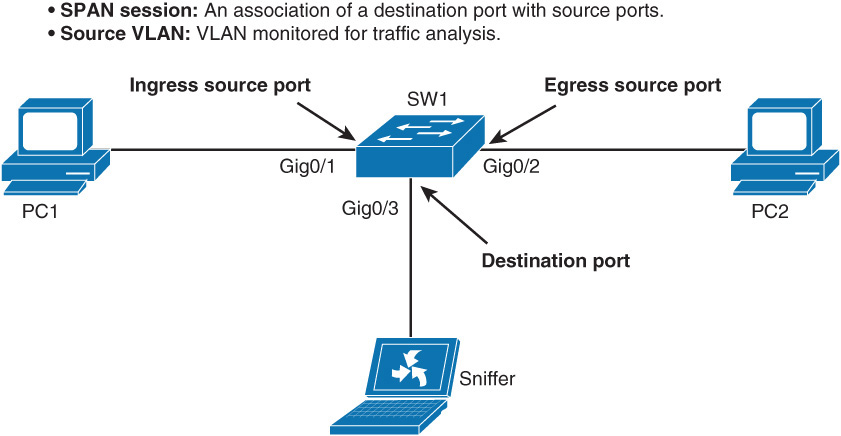 • SPAN session: An association of a destination port with source ports.
• Source VLAN: VLAN monitored for traffic analysis.
Ingress source port
Egress source port
SW1
Gig0/1
Gig0/2
PC1
Gig0/3
PC2
Destination port
Sniffer